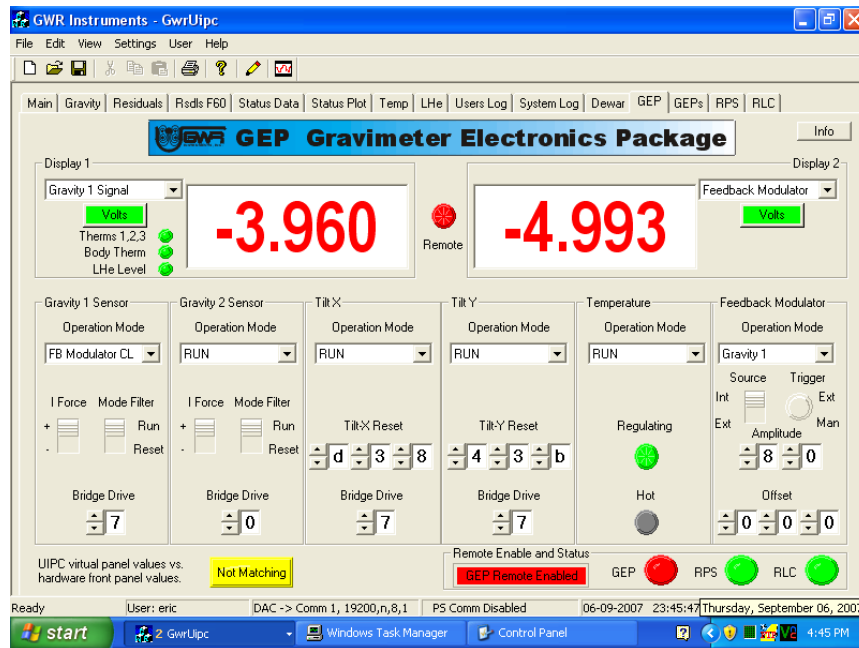 GWR Instruments - GwrUipc
File Edit View Settings User Help
Main Gravity Residuals Rsdls F60 Status Data Status Plot Temp LHe Users Log System Log Dewar GEP GEPs RPS RLC
GWR GEP Gravimeter Electronics Package Info
Display 1 Display 2
Gravity 1 Signal Feedback Modulator
Volts Volts
Therms 1,2,3
Body Therm
LHe Level
-3.960 Remote -4.993
Gravity 1 Sensor Gravity 2 Sensor Tilt X Tilt Y Temperature Feedback Modulator
Operation Mode Operation Mode Operation Mode Operation Mode Operation Mode Operation Mode
FB Modulator CL RUN RUN RUN RUN Gravity 1
Source Trigger
I Force Mode Filter I Force Mode Filter Int Ext
+ Run + Run Tilt-X Reset Tilt-Y Reset Regulating Ext Man
Amplitude
- Reset - Reset d 3 8 4 3 b 8 0
Bridge Drive Bridge Drive Bridge Drive Bridge Drive Hot Offset
7 0 7 7 0 0 0
UIPC virtual panel values vs.
hardware front panel values.
Not Matching
Remote Enable and Status
GEP Remote Enabled GEP RPS RLC
Ready User: eric DAC -> Comm 1, 19200,n,8,1 P5 Comm Disabled 06-09-2007 23:45:47 Thursday, September 06, 2007
start 2 GwrUipc Windows Task Manager Control Panel 4:45 PM